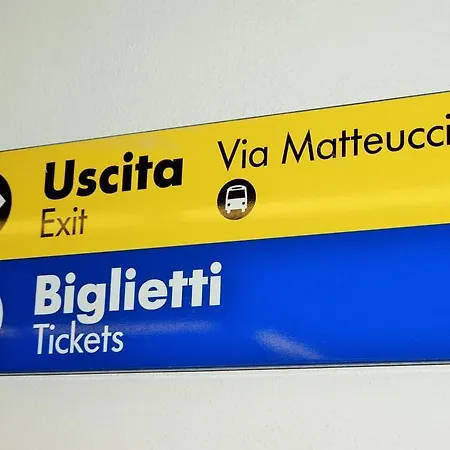 Uscita Via Matteucci
Exit
Biglietti
Tickets